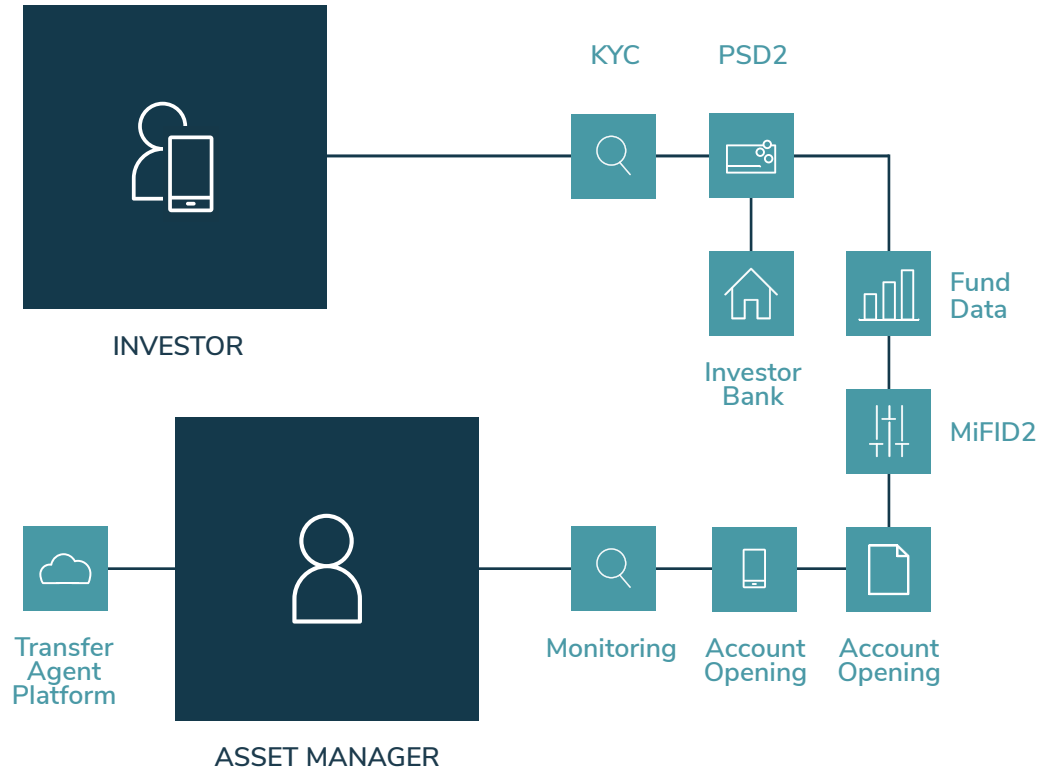 KYC
PSD2
INVESTOR
Fund
Data
Investor
Bank
MiFID2
Transfer
Agent
Platform
Monitoring
Account
Opening
Account
Opening
ASSET MANAGER